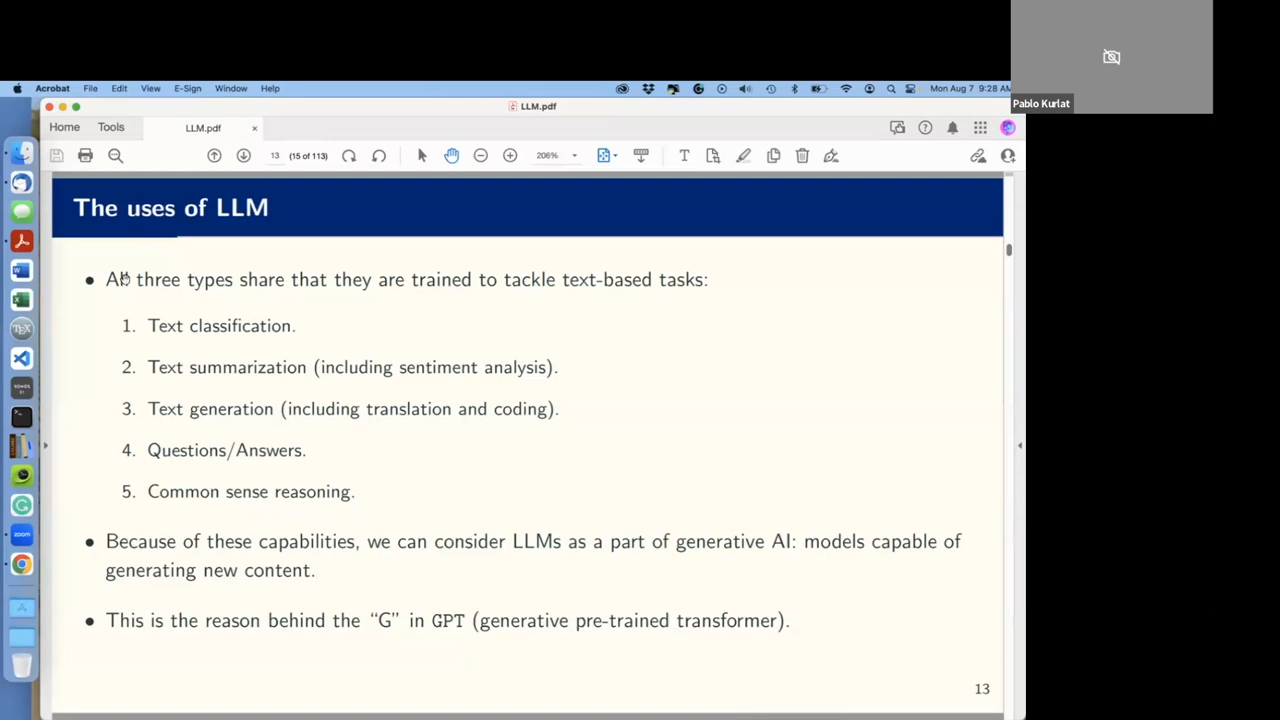 Pablo Kurlat
Acrobat File Edit View E-Sign Window Help Mon Aug 7 9:28 AM
LLM.pdf
Home Tools LLM.pdf ×
13 (15 of 113) 206%
The uses of LLM
• All three types share that they are trained to tackle text-based tasks:
1. Text classification.
2. Text summarization (including sentiment analysis).
3. Text generation (including translation and coding).
4. Questions/Answers.
5. Common sense reasoning.
• Because of these capabilities, we can consider LLMs as a part of generative AI: models capable of
generating new content.
• This is the reason behind the “G” in GPT (generative pre-trained transformer).
13
zoom